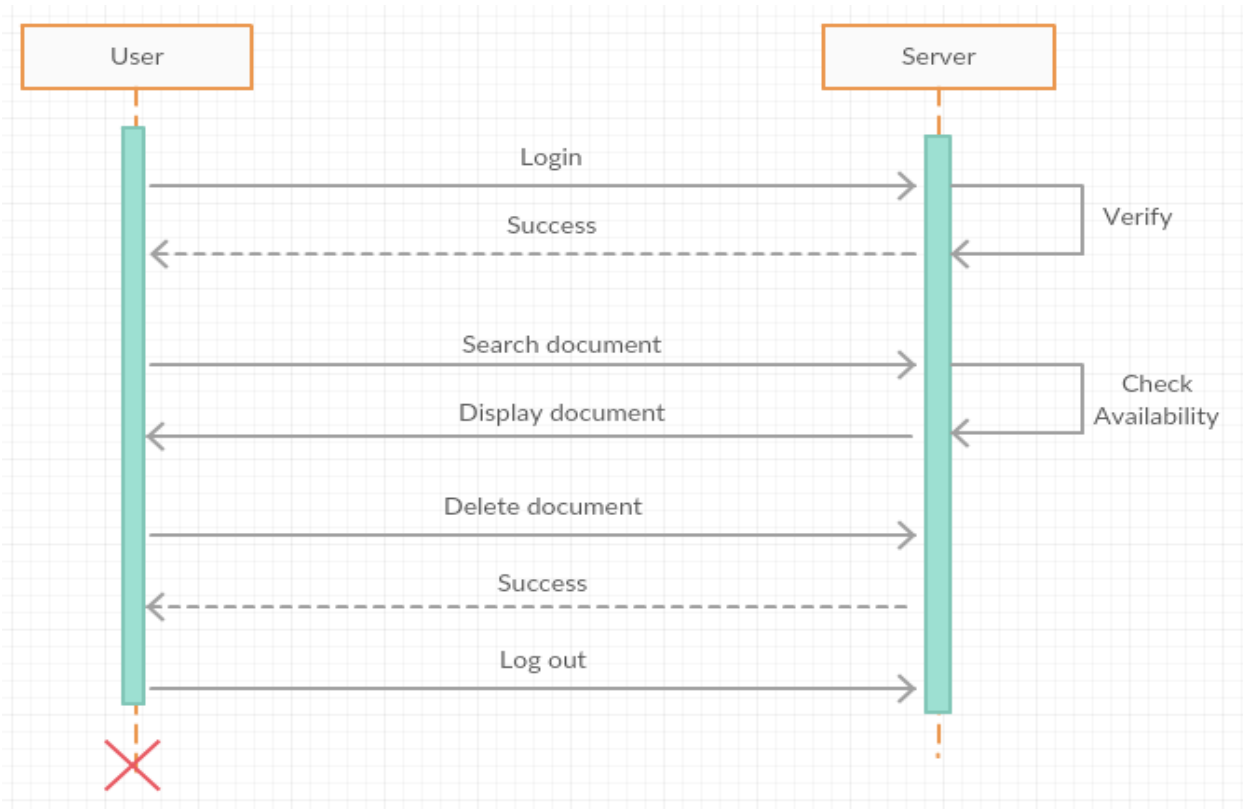 User
Server
Login
Verify
Success
Search document
Check
Availability
Display document
Delete document
Success
Log out